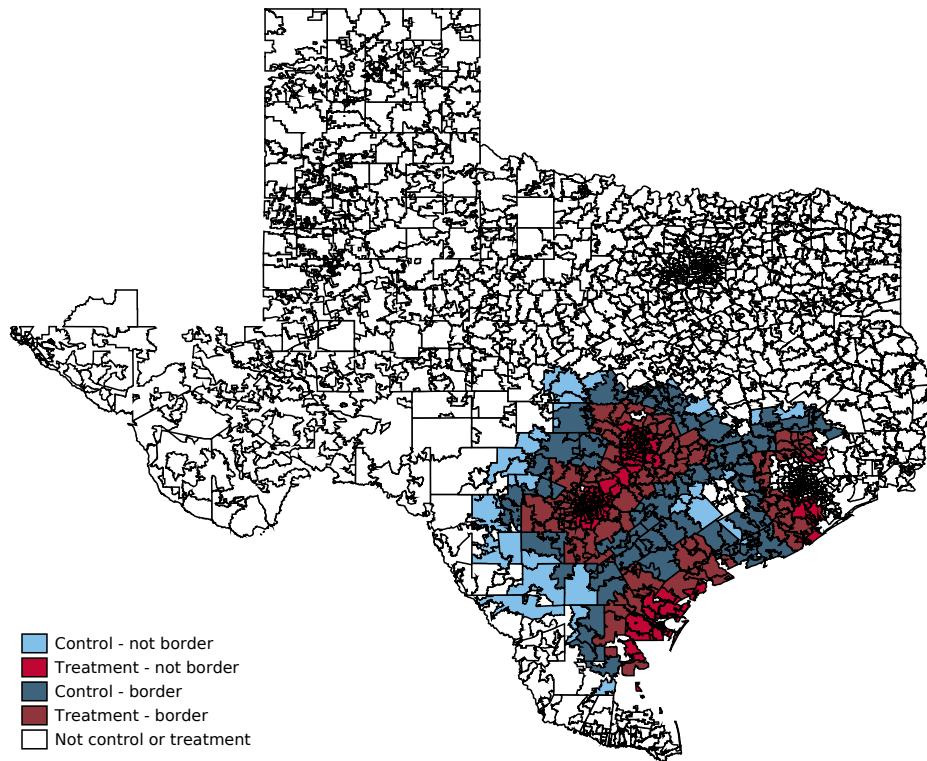 Control - not border
Treatment - not border
Control - border
Treatment - border
Not control or treatment